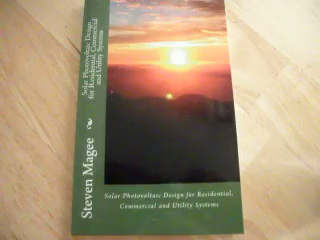 Solar Photovoltaic Design
for Residential, Commercial
and Utility Systems
Steven Magee
Solar Photovoltaic Design for Residential,
Commercial and Utility Systems